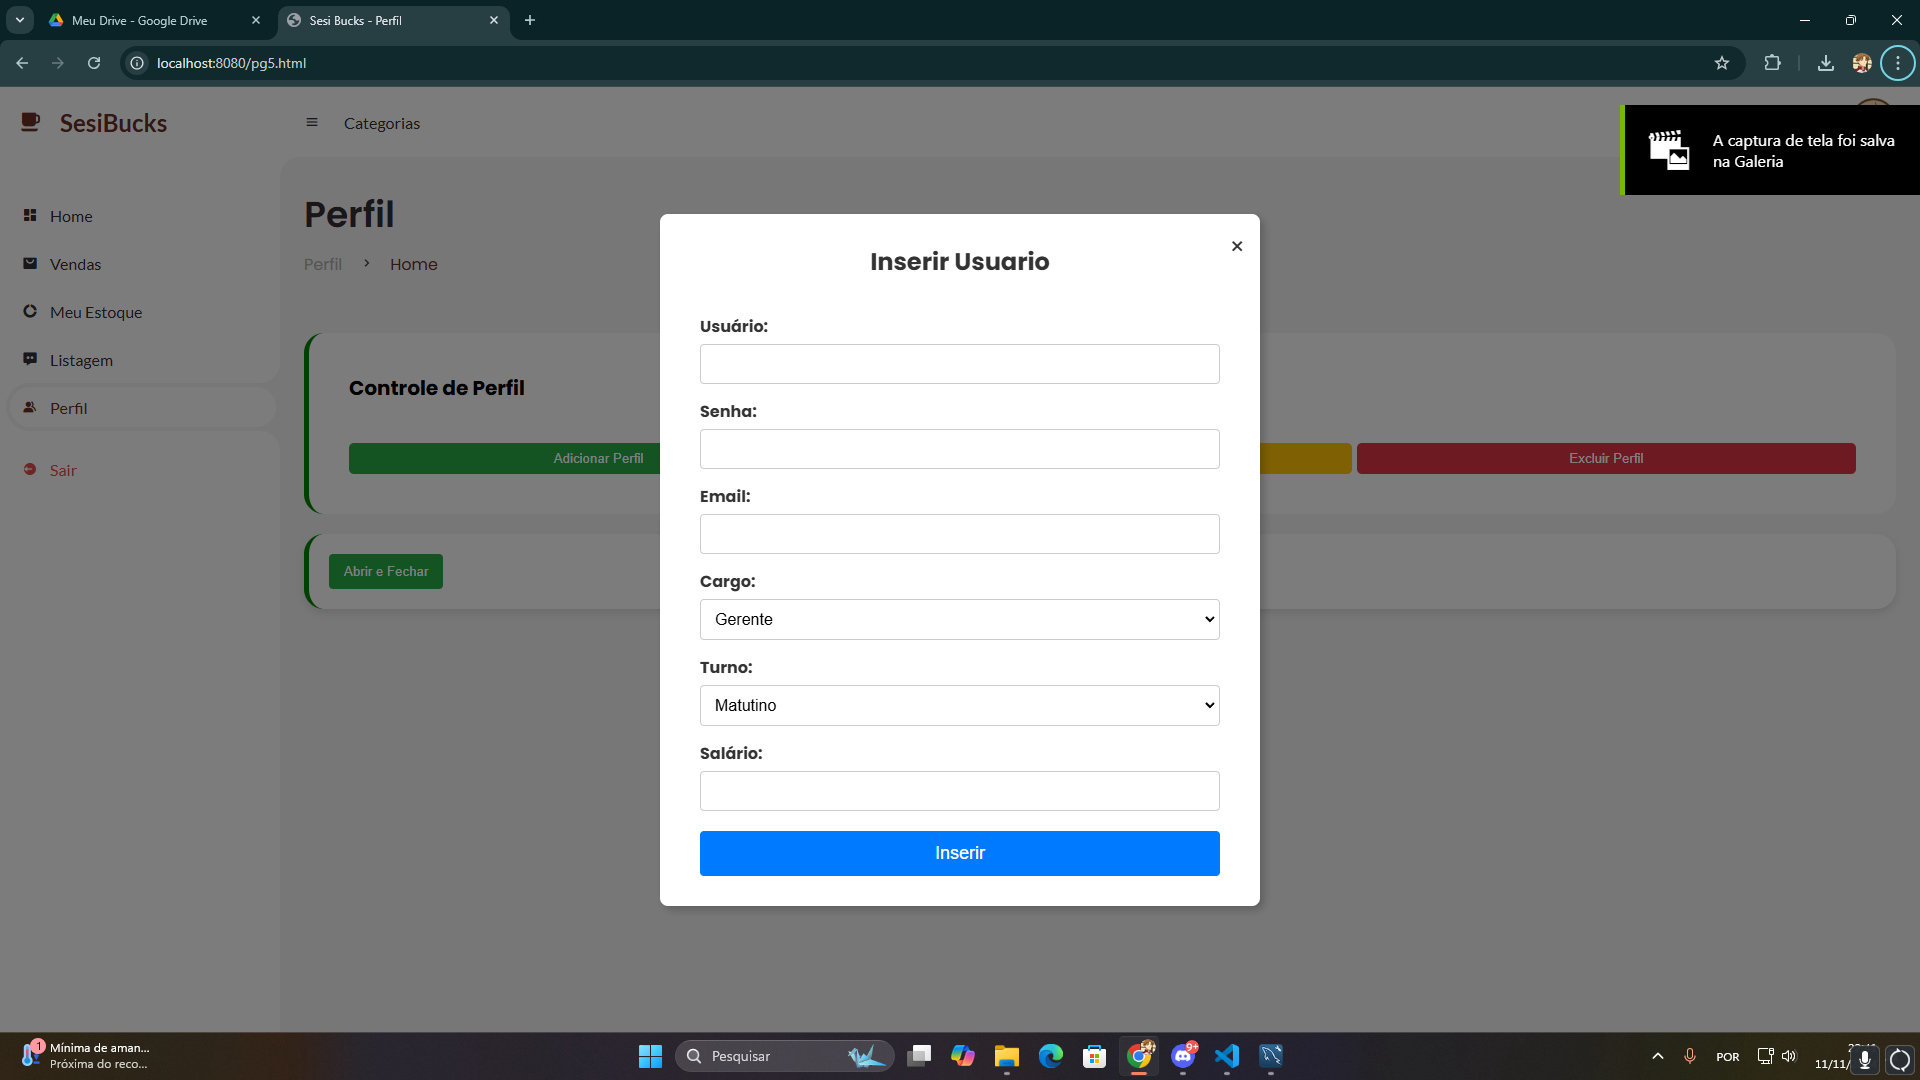 Meu Drive - Google Drive
Sesi Bucks - Perfil
localhost:8080/pg5.html
SesiBucks
Categorias
A captura de tela foi salva
na Galeria
Home
Vendas
Meu Estoque
Listagem
Perfil
Sair
Perfil
Perfil
Home
Controle de Perfil
Adicionar Perfil
Excluir Perfil
Abrir e Fechar
Inserir Usuario
Usuário:
Senha:
Email:
Cargo:
Gerente
Turno:
Matutino
Salário:
Inserir
1
Mínima de aman...
Próxima do reco...
Pesquisar
9+
POR
11/11/